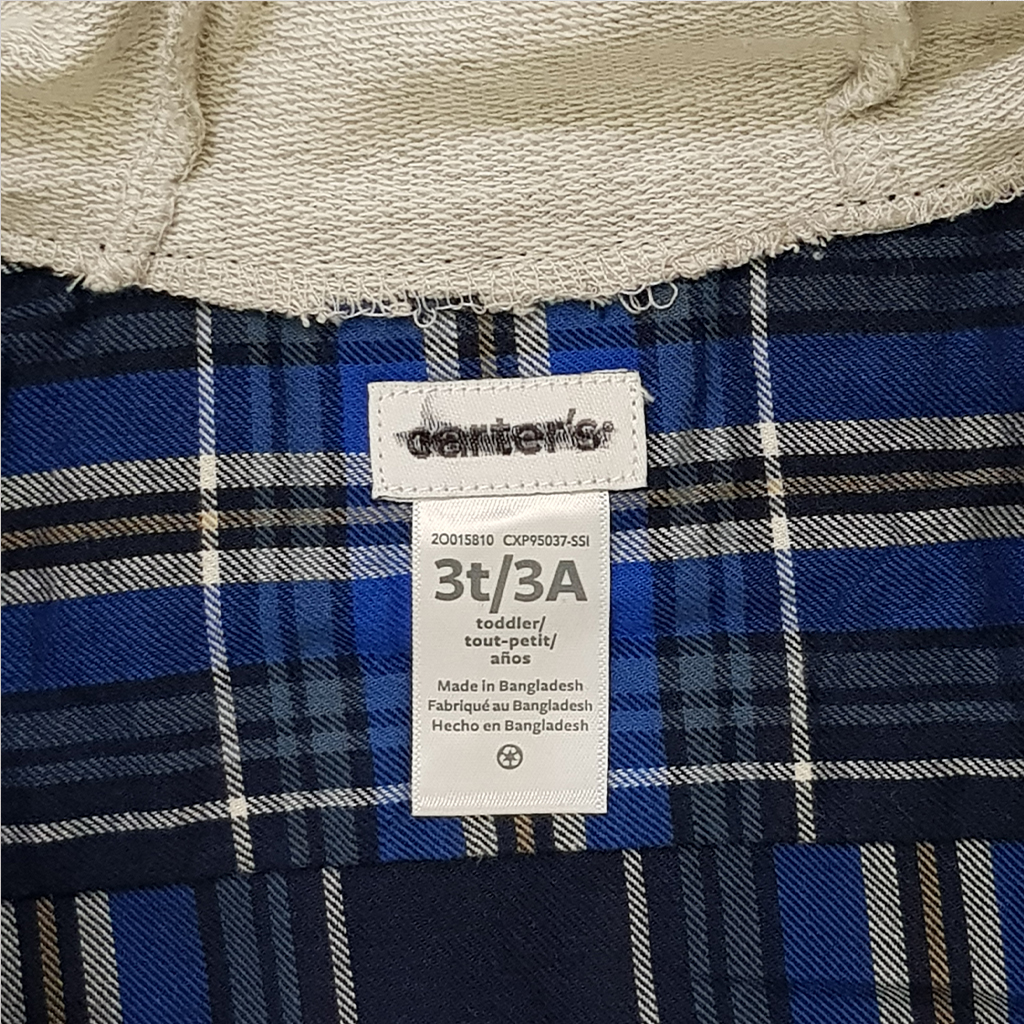 carter's
20015810 CXP95037-SSI
3t/3A
toddler/
tout-petit/
años
Made in Bangladesh
Fabriqué au Bangladesh
Hecho en Bangladesh